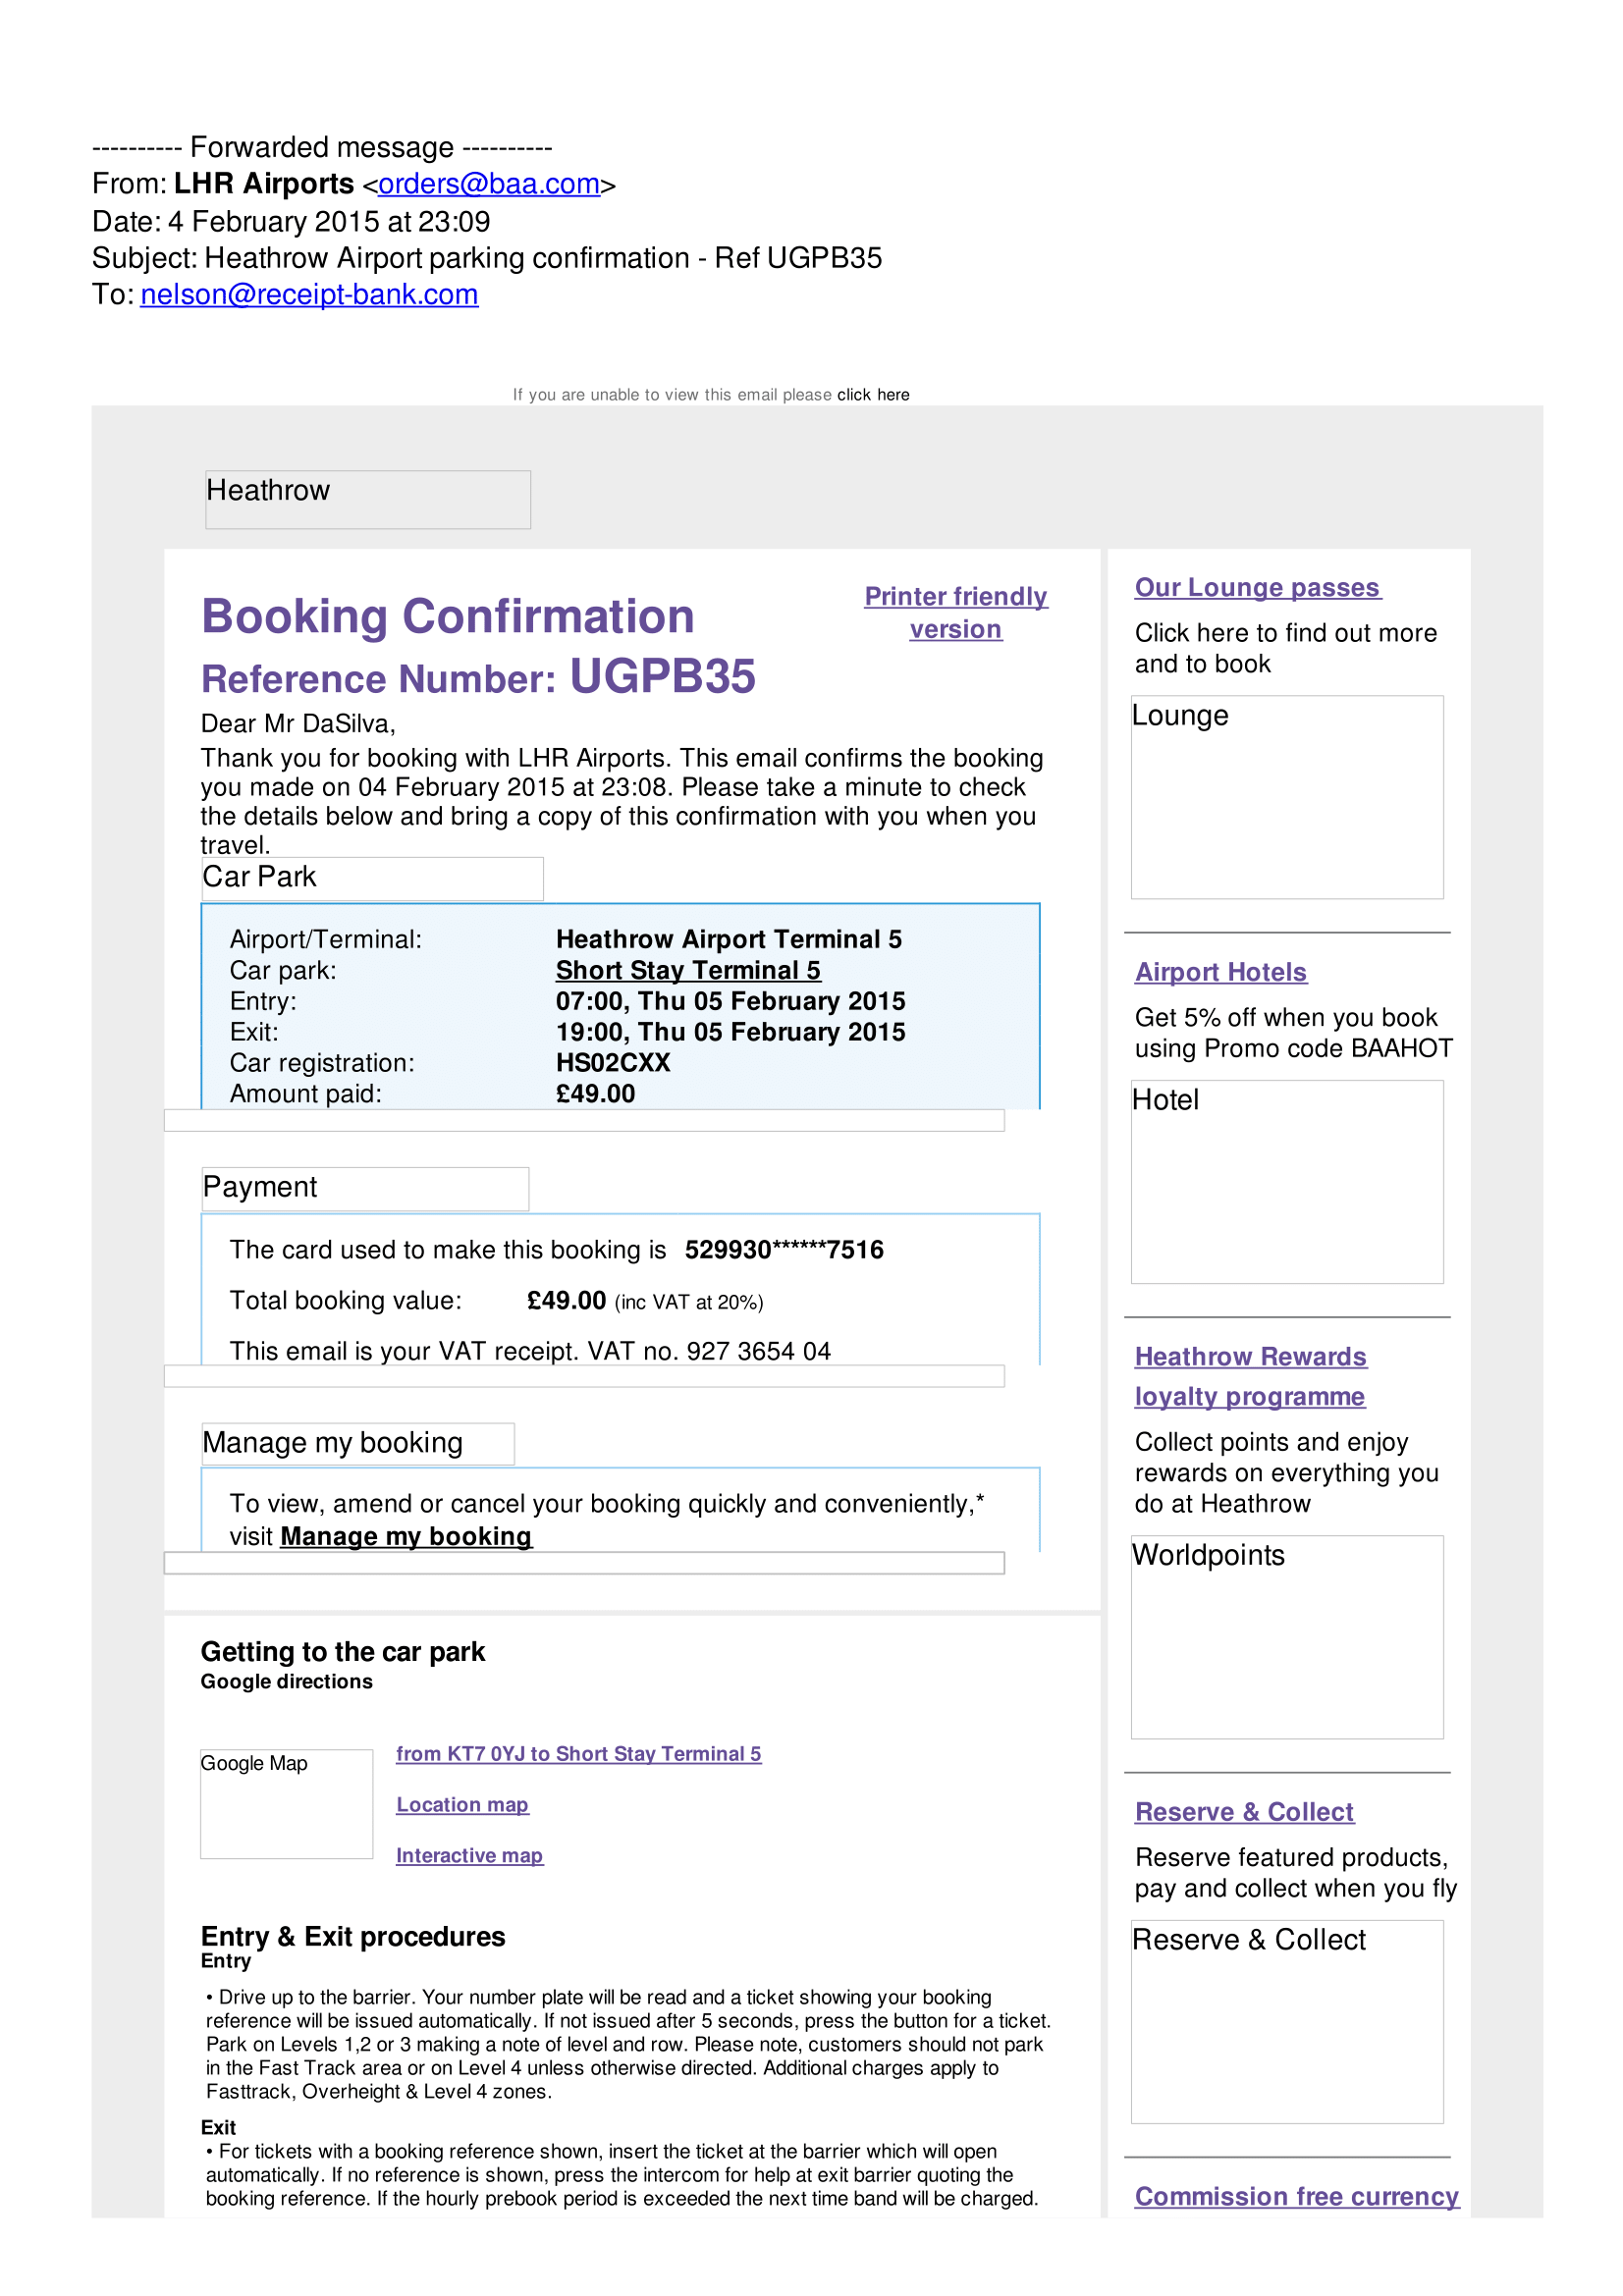 ---------- Forwarded message ----------
From: LHR Airports <orders@baa.com>
Date: 4 February 2015 at 23:09
Subject: Heathrow Airport parking confirmation - Ref UGPB35
To: nelson@receipt-bank.com
If you are unable to view this email please click here
Heathrow
Booking Confirmation
Printer friendly
version
Reference Number: UGPB35
Dear Mr DaSilva,
Thank you for booking with LHR Airports. This email confirms the booking
you made on 04 February 2015 at 23:08. Please take a minute to check
the details below and bring a copy of this confirmation with you when you
travel.
Car Park
Airport/Terminal: Heathrow Airport Terminal 5
Car park: Short Stay Terminal 5
Entry: 07:00, Thu 05 February 2015
Exit: 19:00, Thu 05 February 2015
Car registration: HS02CXX
Amount paid: £49.00
Payment
The card used to make this booking is 529930******7516
Total booking value: £49.00 (inc VAT at 20%)
This email is your VAT receipt. VAT no. 927 3654 04
Manage my booking
To view, amend or cancel your booking quickly and conveniently,*
visit Manage my booking
Getting to the car park
Google directions
Google Map
from KT7 0YJ to Short Stay Terminal 5
Location map
Interactive map
Entry & Exit procedures
Entry
• Drive up to the barrier. Your number plate will be read and a ticket showing your booking
reference will be issued automatically. If not issued after 5 seconds, press the button for a ticket.
Park on Levels 1,2 or 3 making a note of level and row. Please note, customers should not park
in the Fast Track area or on Level 4 unless otherwise directed. Additional charges apply to
Fasttrack, Overheight & Level 4 zones.
Exit
• For tickets with a booking reference shown, insert the ticket at the barrier which will open
automatically. If no reference is shown, press the intercom for help at exit barrier quoting the
booking reference. If the hourly prebook period is exceeded the next time band will be charged.
Our Lounge passes
Click here to find out more
and to book
Lounge
Airport Hotels
Get 5% off when you book
using Promo code BAAHOT
Hotel
Heathrow Rewards
loyalty programme
Collect points and enjoy
rewards on everything you
do at Heathrow
Worldpoints
Reserve & Collect
Reserve featured products,
pay and collect when you fly
Reserve & Collect
Commission free currency